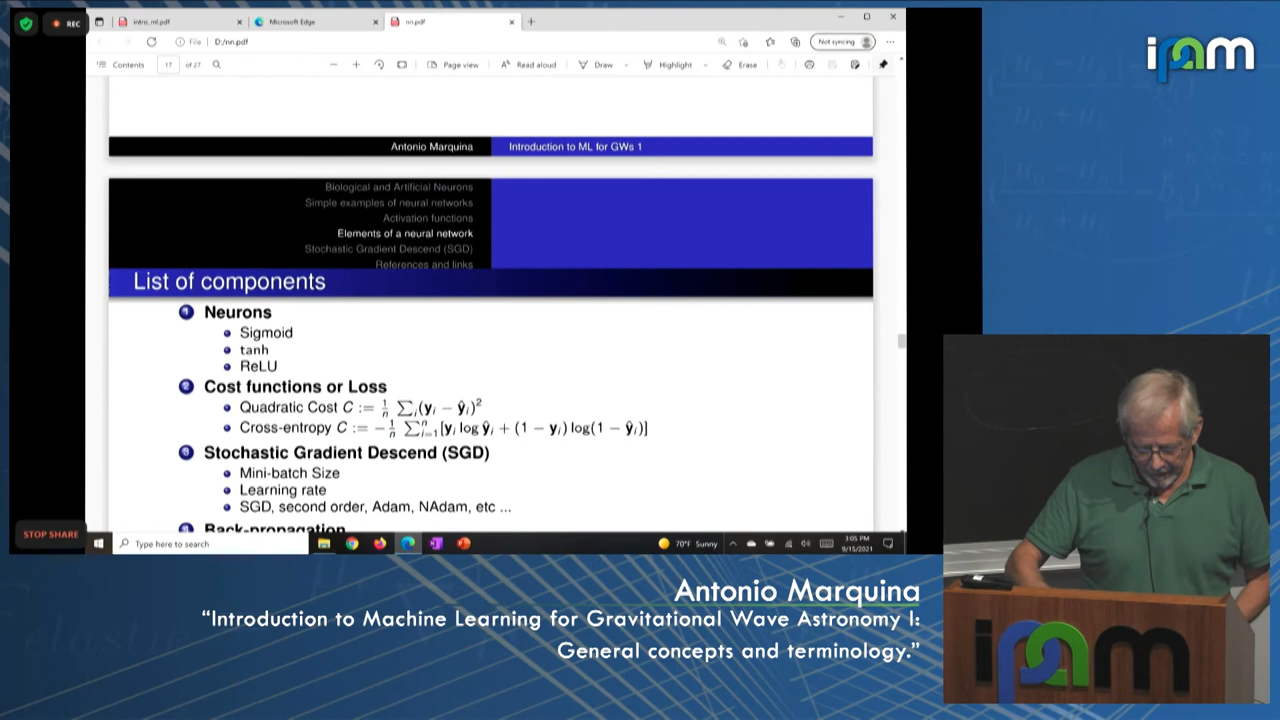 REC
intro_ml.pdf
Microsoft Edge
nn.pdf
File
D:/nn.pdf
Not syncing
Contents
17
of 27
Page view
Read aloud
Draw
Highlight
Erase
Antonio Marquina
Introduction to ML for GWs 1
Biological and Artificial Neurons
Simple examples of neural networks
Activation functions
Elements of a neural network
Stochastic Gradient Descend (SGD)
References and links
List of components
1 Neurons
Sigmoid
tanh
ReLU
2 Cost functions or Loss
Quadratic Cost C := 1/n ∑i(yi − ŷi)²
Cross-entropy C := −1/n ∑ⁿi=1[yi log ŷi + (1 − yi) log(1 − ŷi)]
3 Stochastic Gradient Descend (SGD)
Mini-batch Size
Learning rate
SGD, second order, Adam, NAdam, etc ...
4 Back-propagation
STOP SHARE
Type here to search
70°F Sunny
3:05 PM
9/15/2021
ipam
ipam
Antonio Marquina
“Introduction to Machine Learning for Gravitational Wave Astronomy I:
General concepts and terminology.”